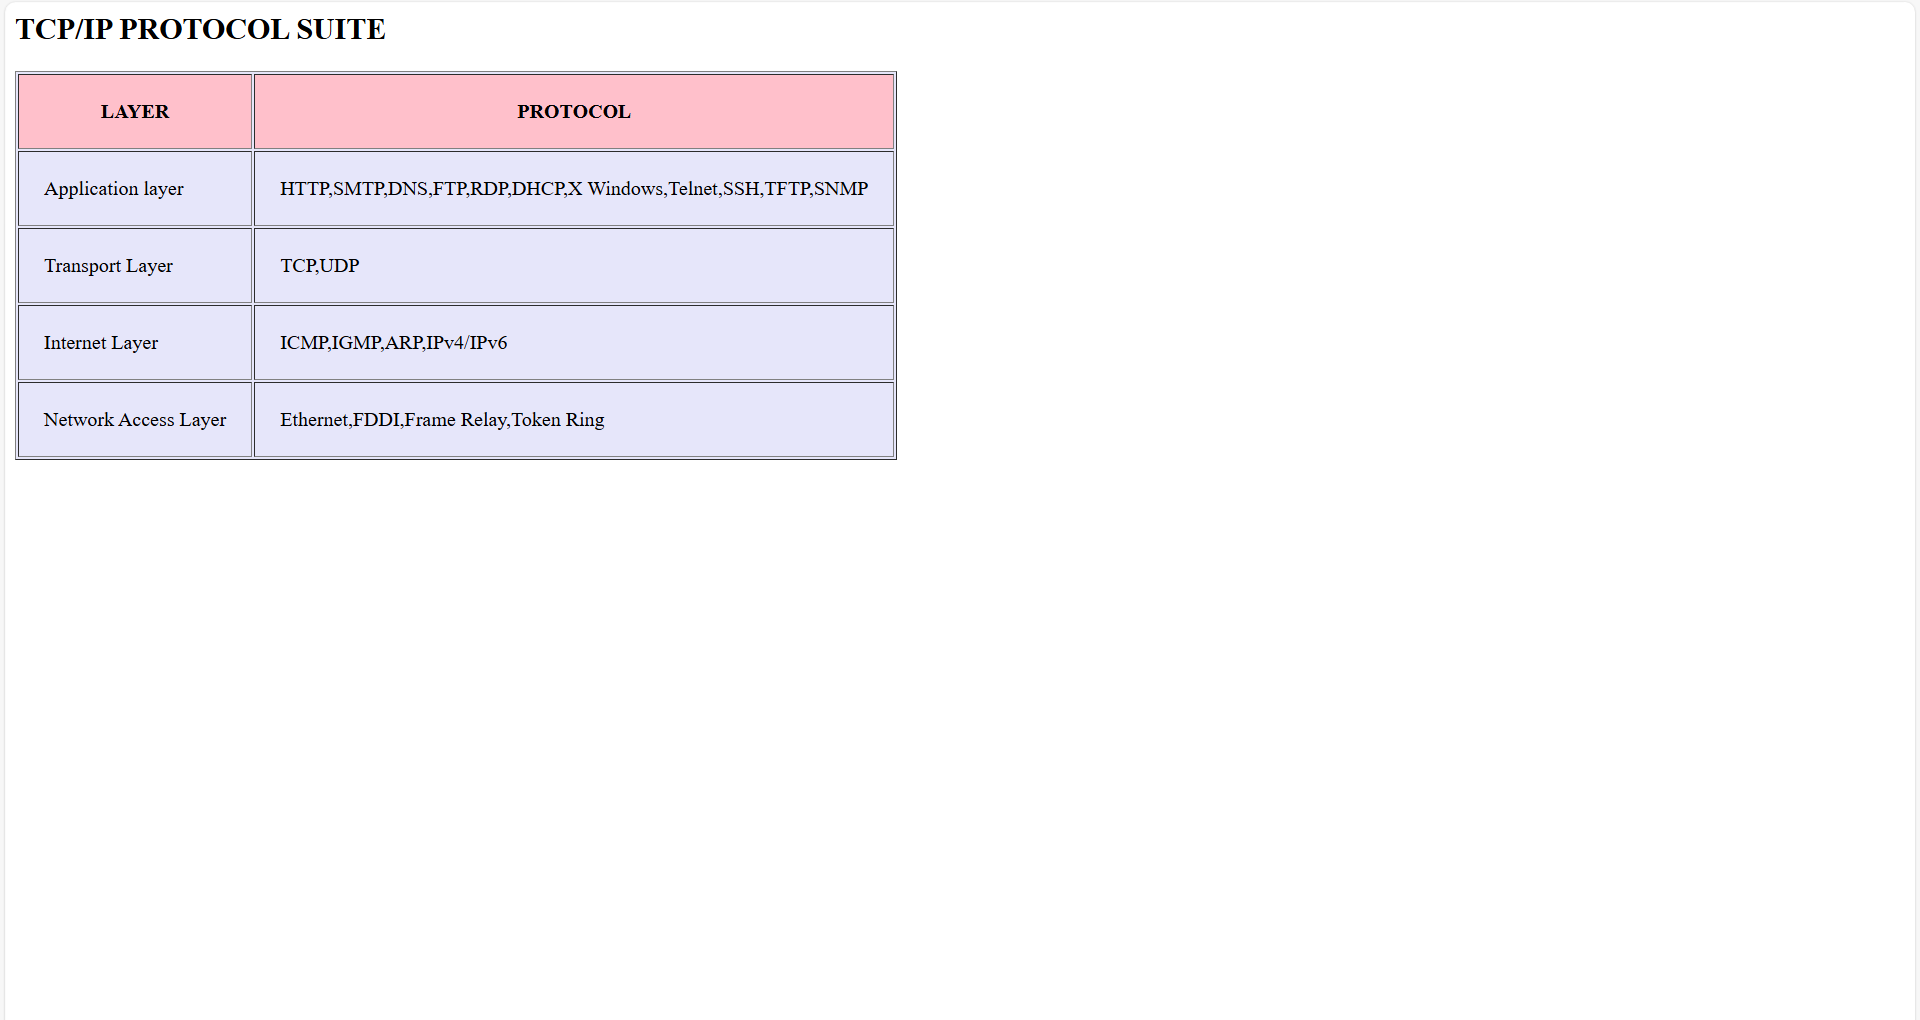 TCP/IP PROTOCOL SUITE
LAYER PROTOCOL
Application layer HTTP,SMTP,DNS,FTP,RDP,DHCP,X Windows,Telnet,SSH,TFTP,SNMP
Transport Layer TCP,UDP
Internet Layer ICMP,IGMP,ARP,IPv4/IPv6
Network Access Layer Ethernet,FDDI,Frame Relay,Token Ring